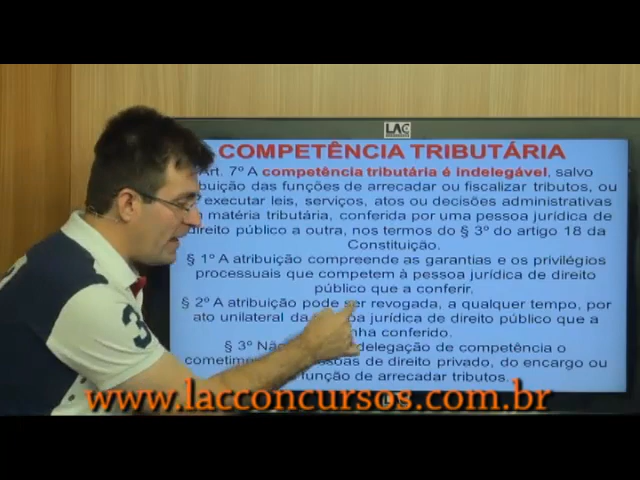 LAC
COMPETÊNCIA TRIBUTÁRIA
Art. 7º A competência tributária é indelegável, salvo
buição das funções de arrecadar ou fiscalizar tributos, ou
executar leis, serviços, atos ou decisões administrativas
matéria tributária, conferida por uma pessoa jurídica de
direito público a outra, nos termos do § 3º do artigo 18 da
Constituição.
§ 1º A atribuição compreende as garantias e os privilégios
processuais que competem à pessoa jurídica de direito
público que a conferir.
§ 2º A atribuição pode ser revogada, a qualquer tempo, por
ato unilateral da oa jurídica de direito público que a
nha conferido.
§ 3º Nã delegação de competência o
cometime oas de direito privado, do encargo ou
função de arrecadar tributos.
3
www.lacconcursos.com.br